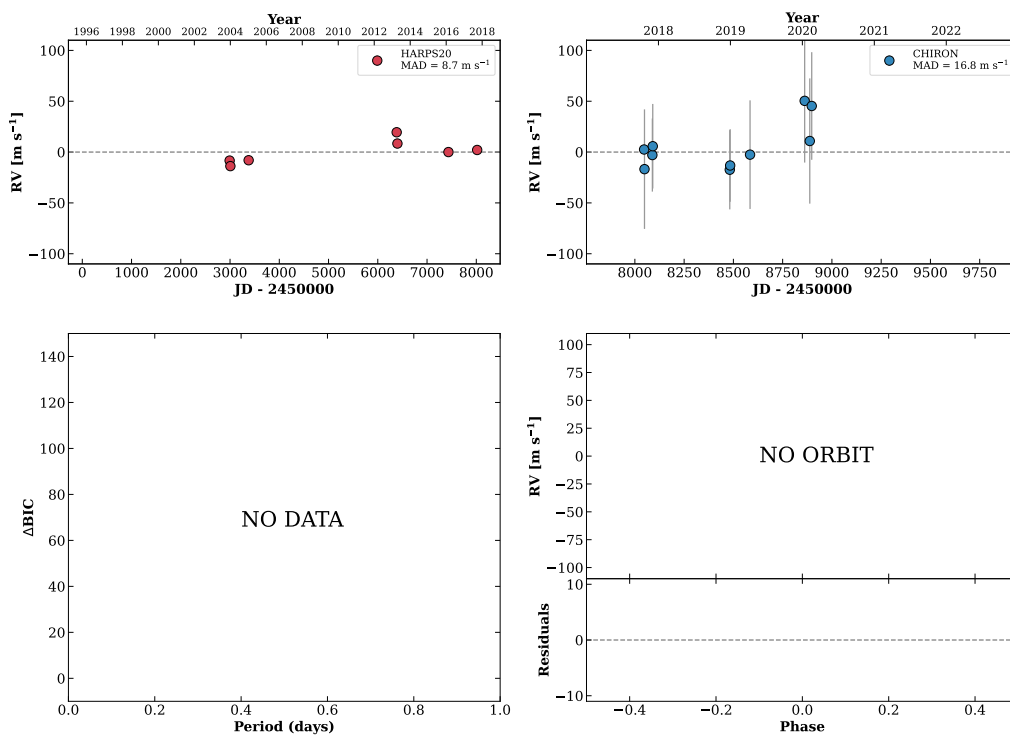 Year
1996 1998 2000 2002 2004 2006 2008 2010 2012 2014 2016 2018
HARPS20
MAD = 8.7 m s⁻¹
RV [m s⁻¹]
100
50
0
−50
−100
0 1000 2000 3000 4000 5000 6000 7000 8000
JD - 2450000
Year
2018 2019 2020 2021 2022
CHIRON
MAD = 16.8 m s⁻¹
RV [m s⁻¹]
100
50
0
−50
−100
8000 8250 8500 8750 9000 9250 9500 9750
JD - 2450000
ΔBIC
140
120
100
80
60
40
20
0
NO DATA
0.0 0.2 0.4 0.6 0.8 1.0
Period (days)
RV [m s⁻¹]
100
75
50
25
0
−25
−50
−75
−100
NO ORBIT
Residuals
10
0
−10
−0.4 −0.2 0.0 0.2 0.4
Phase